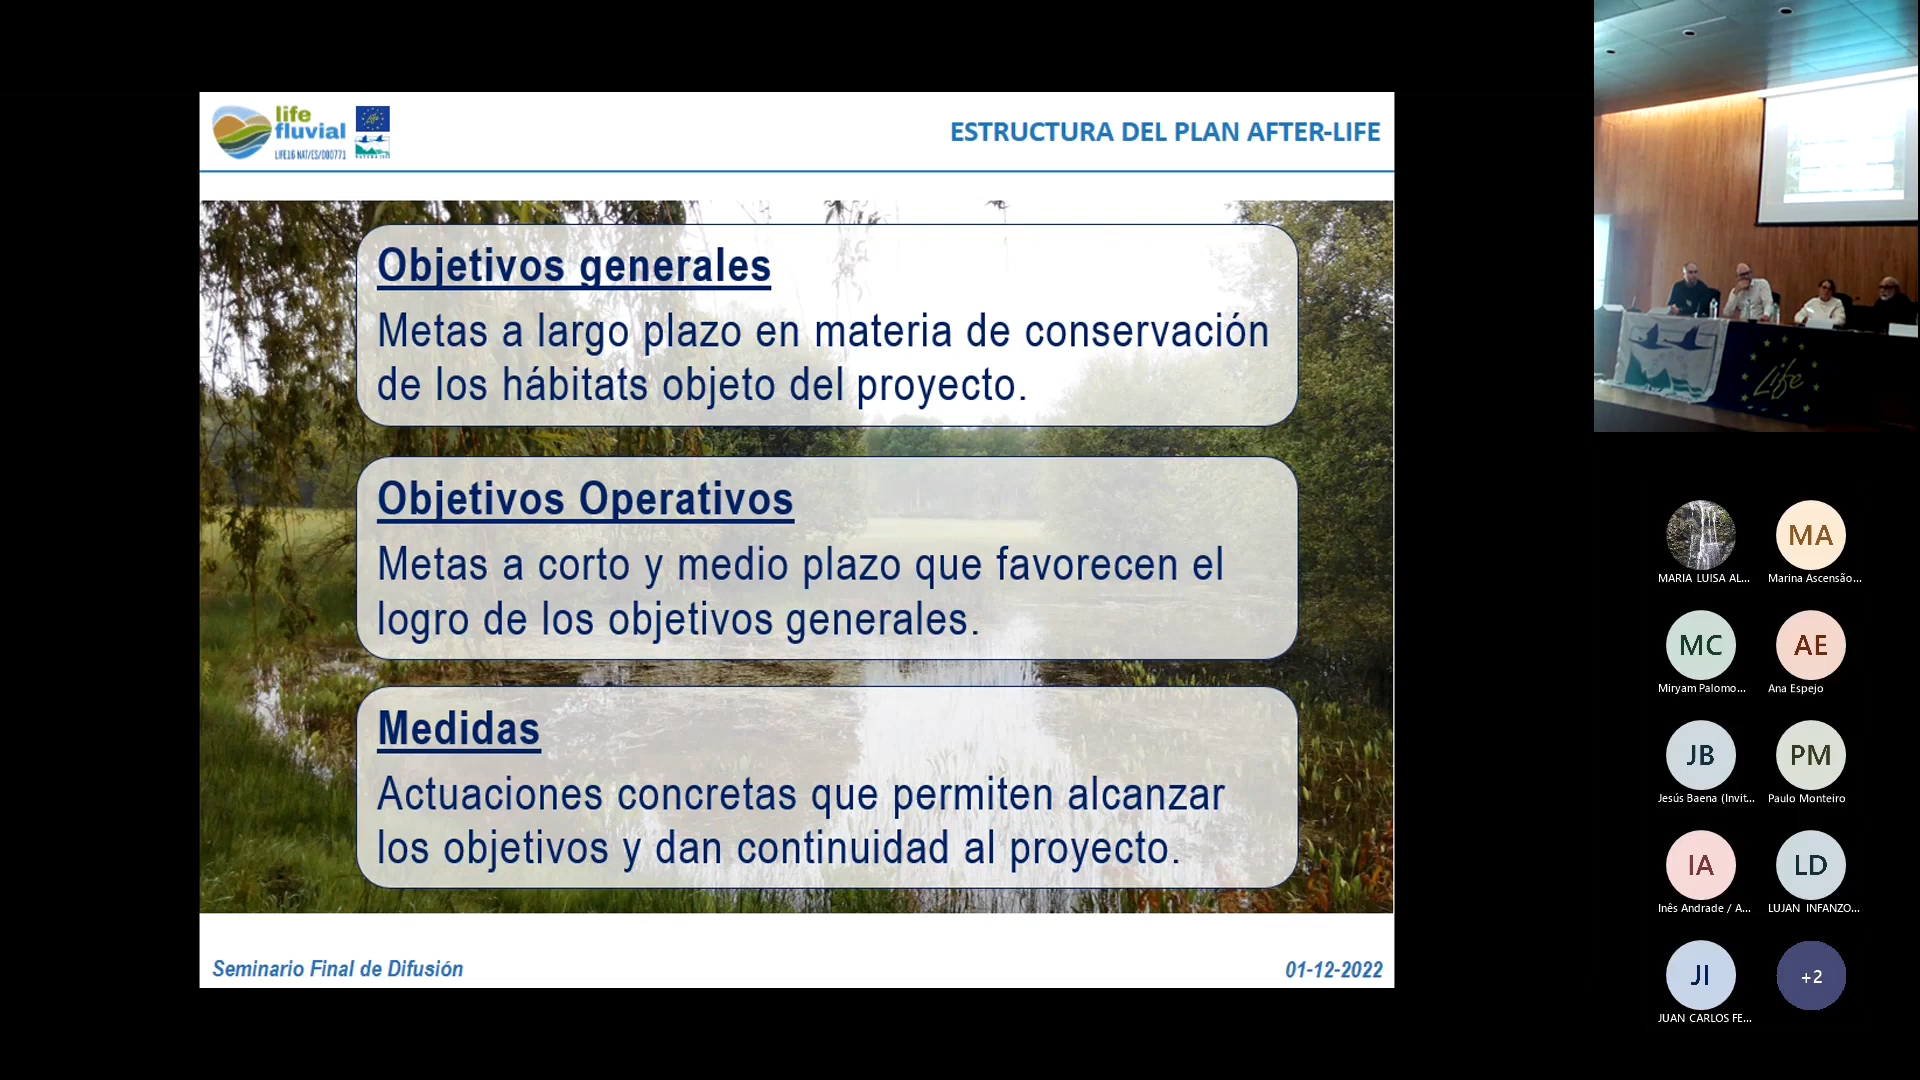 life
fluvial
LIFE16 NAT/ES/000771
ESTRUCTURA DEL PLAN AFTER-LIFE
Objetivos generales
Metas a largo plazo en materia de conservación
de los hábitats objeto del proyecto.
Objetivos Operativos
Metas a corto y medio plazo que favorecen el
logro de los objetivos generales.
Medidas
Actuaciones concretas que permiten alcanzar
los objetivos y dan continuidad al proyecto.
Seminario Final de Difusión
01-12-2022
Life
MARIA LUISA AL...
MA
Marina Ascensão...
MC
Miryam Palomo...
AE
Ana Espejo
JB
Jesús Baena (Invit...
PM
Paulo Monteiro
IA
Inês Andrade / A...
LD
LUJAN INFANZO...
JI
JUAN CARLOS FE...
+2